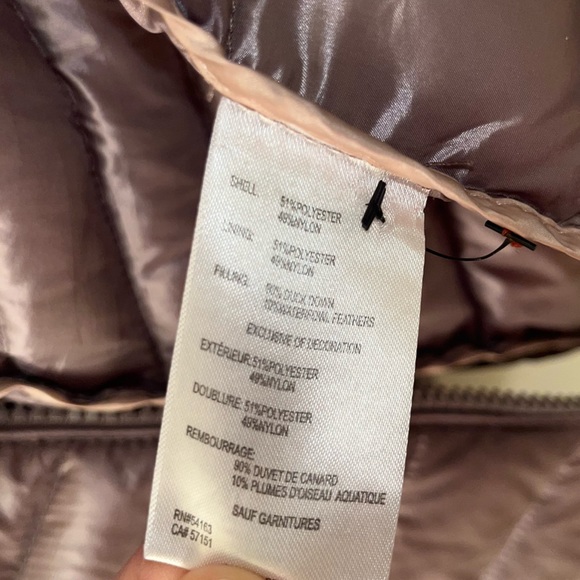 SHELL: 51%POLYESTER
49%NYLON
LINING: 51%POLYESTER
49%NYLON
FILLING: 90% DUCK DOWN
10%WATERFOWL FEATHERS
EXCLUSIVE OF DECORATION
EXTÉRIEUR:51%POLYESTER
49%NYLON
DOUBLURE: 51%POLYESTER
49%NYLON
REMBOURRAGE:
90% DUVET DE CANARD
10% PLUMES D'OISEAU AQUATIQUE
SAUF GARNITURES
RN#54163
CA# 57151